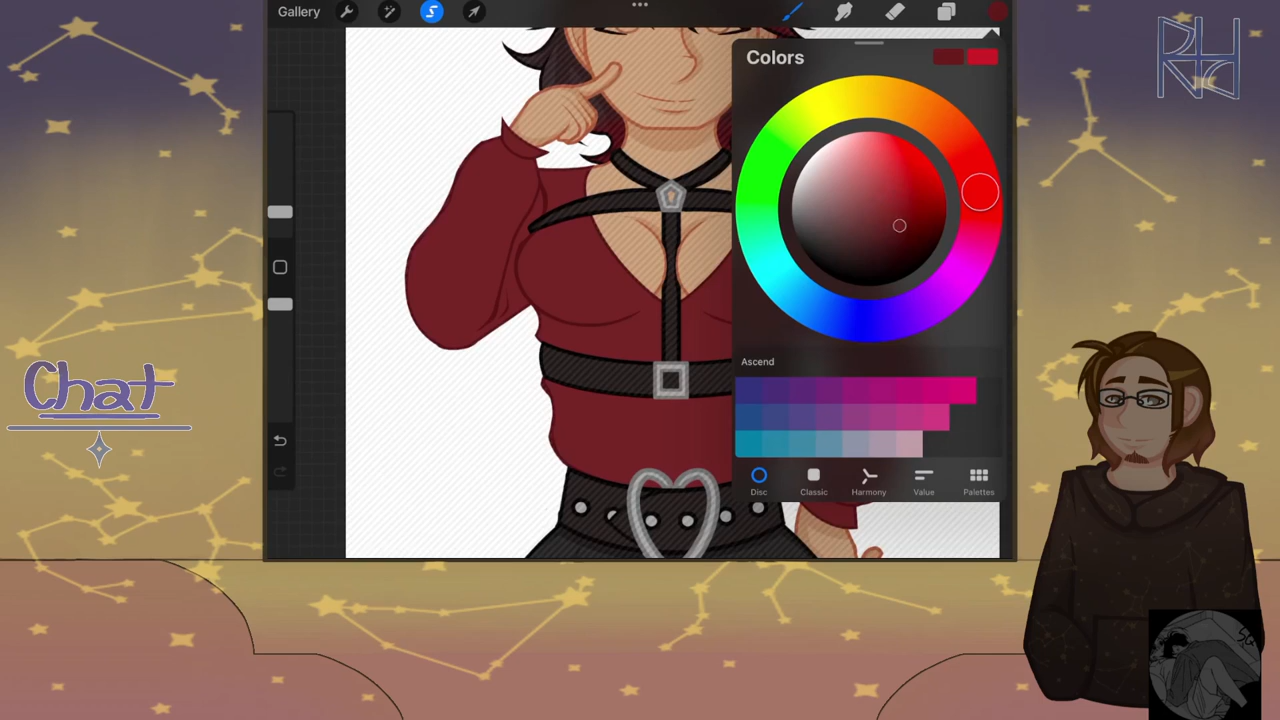 Gallery
Colors
Ascend
Disc
Classic
Harmony
Value
Palettes
Chat